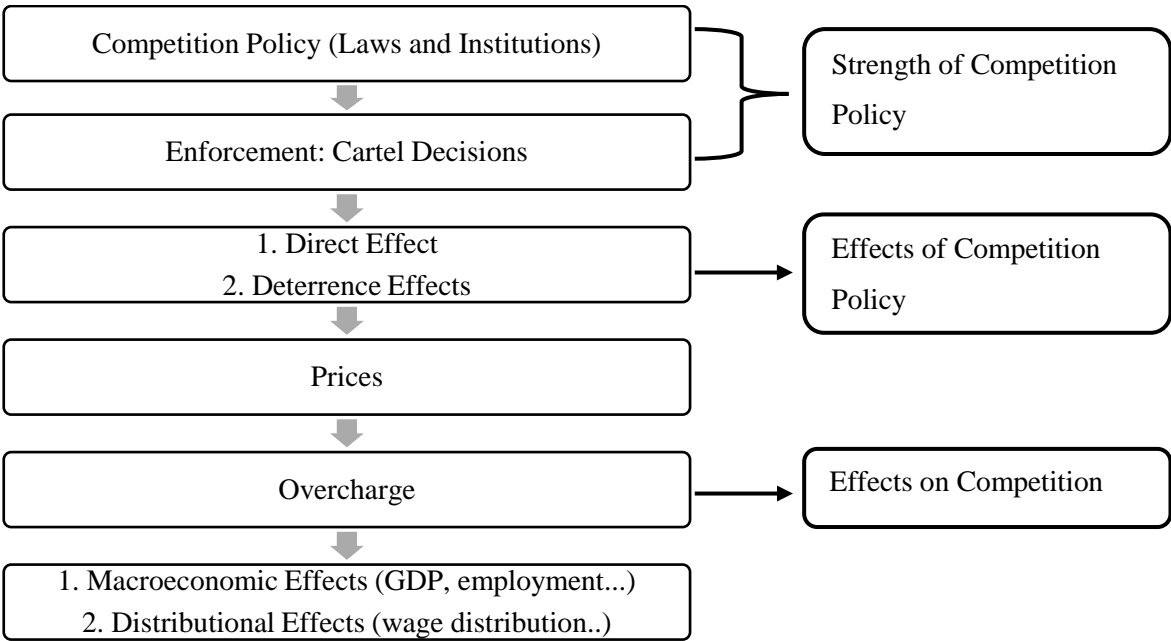 Competition Policy (Laws and Institutions)
Strength of Competition
Policy
Enforcement: Cartel Decisions
1. Direct Effect
2. Deterrence Effects
Effects of Competition
Policy
Prices
Overcharge
Effects on Competition
1. Macroeconomic Effects (GDP, employment...)
2. Distributional Effects (wage distribution..)